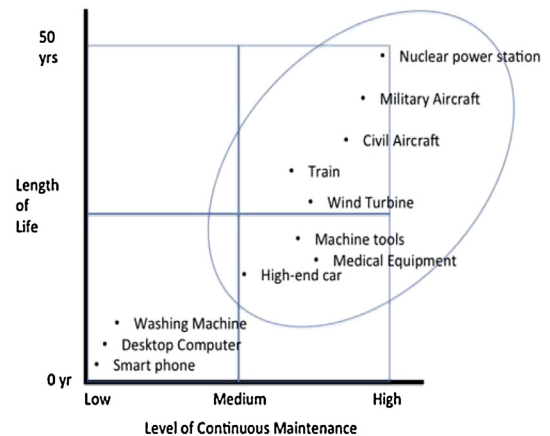 50
yrs
Nuclear power station
Military Aircraft
Civil Aircraft
Train
Wind Turbine
Length
of
Life
Machine tools
Medical Equipment
High-end car
Washing Machine
Desktop Computer
Smart phone
0 yr
Low Medium High
Level of Continuous Maintenance